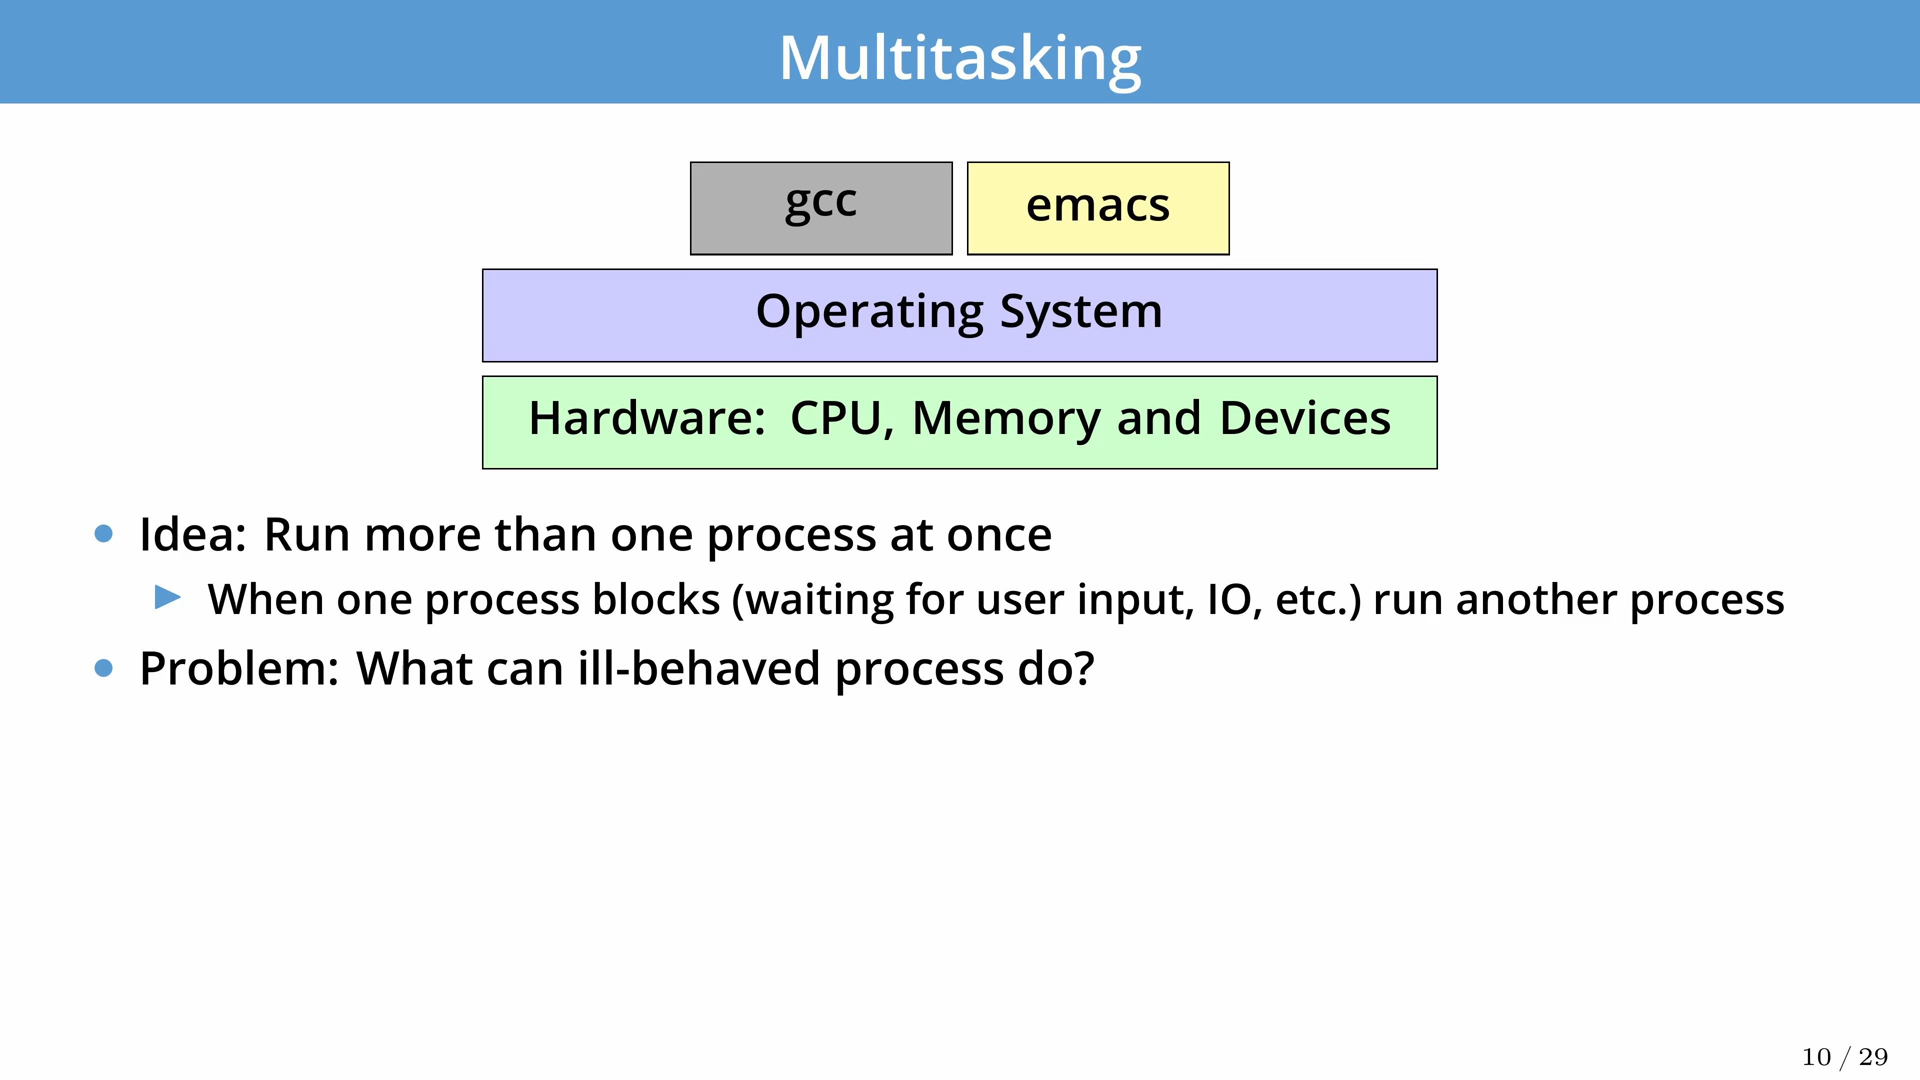 Multitasking
gcc
emacs
Operating System
Hardware: CPU, Memory and Devices
• Idea: Run more than one process at once
▶ When one process blocks (waiting for user input, IO, etc.) run another process
• Problem: What can ill-behaved process do?
10 / 29